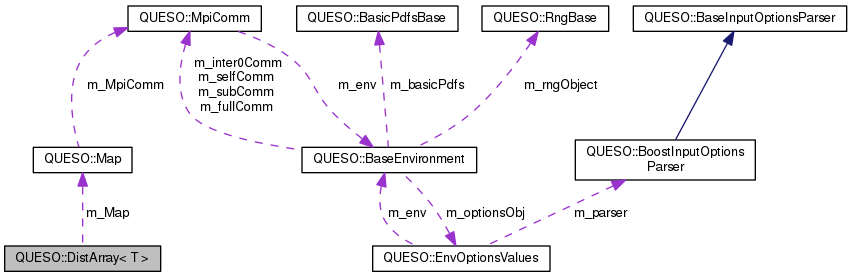 QUESO::MpiComm
QUESO::BasicPdfsBase
QUESO::RngBase
QUESO::BaseInputOptionsParser
m_MpiComm
m_inter0Comm
m_selfComm
m_subComm
m_fullComm
m_env
m_basicPdfs
m_rngObject
QUESO::Map
QUESO::BaseEnvironment
QUESO::BoostInputOptions
Parser
m_Map
m_env
m_optionsObj
m_parser
QUESO::DistArray< T >
QUESO::EnvOptionsValues